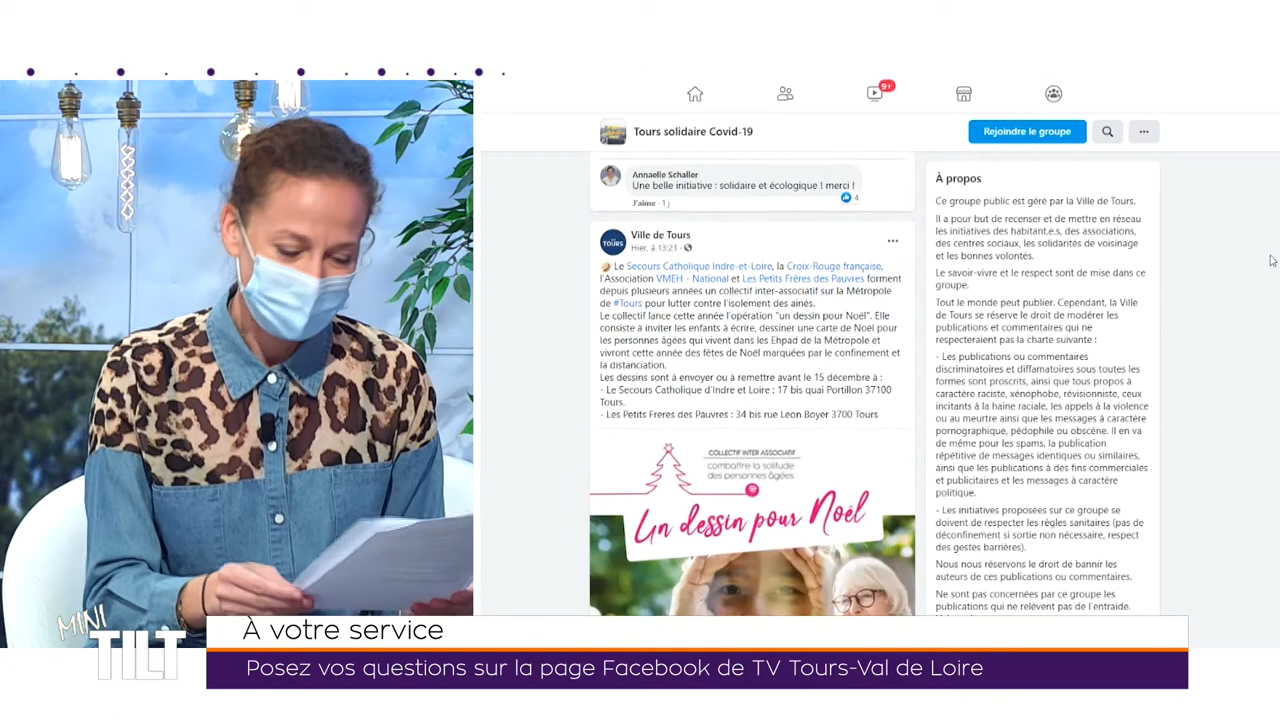 9+
Tours solidaire Covid-19
Rejoindre le groupe
Annaelle Schaller
Une belle initiative : solidaire et écologique ! merci !
J'aime · 1 j
4
TOURS
Ville de Tours
Hier, à 13:21
Le Secours Catholique Indre-et-Loire, la Croix-Rouge française,
l'Association VMEH - National et Les Petits Frères des Pauvres forment
depuis plusieurs années un collectif inter-associatif sur la Métropole
de #Tours pour lutter contre l'isolement des ainés.
Le collectif lance cette année l'opération "un dessin pour Noël". Elle
consiste à inviter les enfants à écrire, dessiner une carte de Noël pour
les personnes âgées qui vivent dans les Ehpad de la Métropole et
vivront cette année des fêtes de Noël marquées par le confinement et
la distanciation.
Les dessins sont à envoyer ou à remettre avant le 15 décembre à :
- Le Secours Catholique d'Indre et Loire : 17 bis quai Portillon 37100
Tours.
- Les Petits Freres des Pauvres : 34 bis rue Léon Boyer 3700 Tours
COLLECTIF INTER ASSOCIATIF
combattre la solitude
des personnes âgées
Un dessin pour Noël
À propos
Ce groupe public est géré par la Ville de Tours.
Il a pour but de recenser et de mettre en réseau
les initiatives des habitant.e.s, des associations,
des centres sociaux, les solidarités de voisinage
et les bonnes volontés.
Le savoir-vivre et le respect sont de mise dans ce
groupe.
Tout le monde peut publier. Cependant, la Ville
de Tours se réserve le droit de modérer les
publications et commentaires qui ne
respecteraient pas la charte suivante :
- Les publications ou commentaires
discriminatoires et diffamatoires sous toutes les
formes sont proscrits, ainsi que tous propos à
caractère raciste, xénophobe, révisionniste, ceux
incitants à la haine raciale, les appels à la violence
ou au meurtre ainsi que les messages à caractère
pornographique, pédophile ou obscène. Il en va
de même pour les spams, la publication
répétitive de messages identiques ou similaires,
ainsi que les publications à des fins commerciales
et publicitaires et les messages à caractère
politique.
- Les initiatives proposées sur ce groupe se
doivent de respecter les règles sanitaires (pas de
déconfinement si sortie non nécessaire, respect
des gestes barrières).
Nous nous réservons le droit de bannir les
auteurs de ces publications ou commentaires.
Ne sont pas concernées par ce groupe les
publications qui ne relèvent pas de l'entraide.
MINI
TILT
À votre service
Posez vos questions sur la page Facebook de TV Tours-Val de Loire